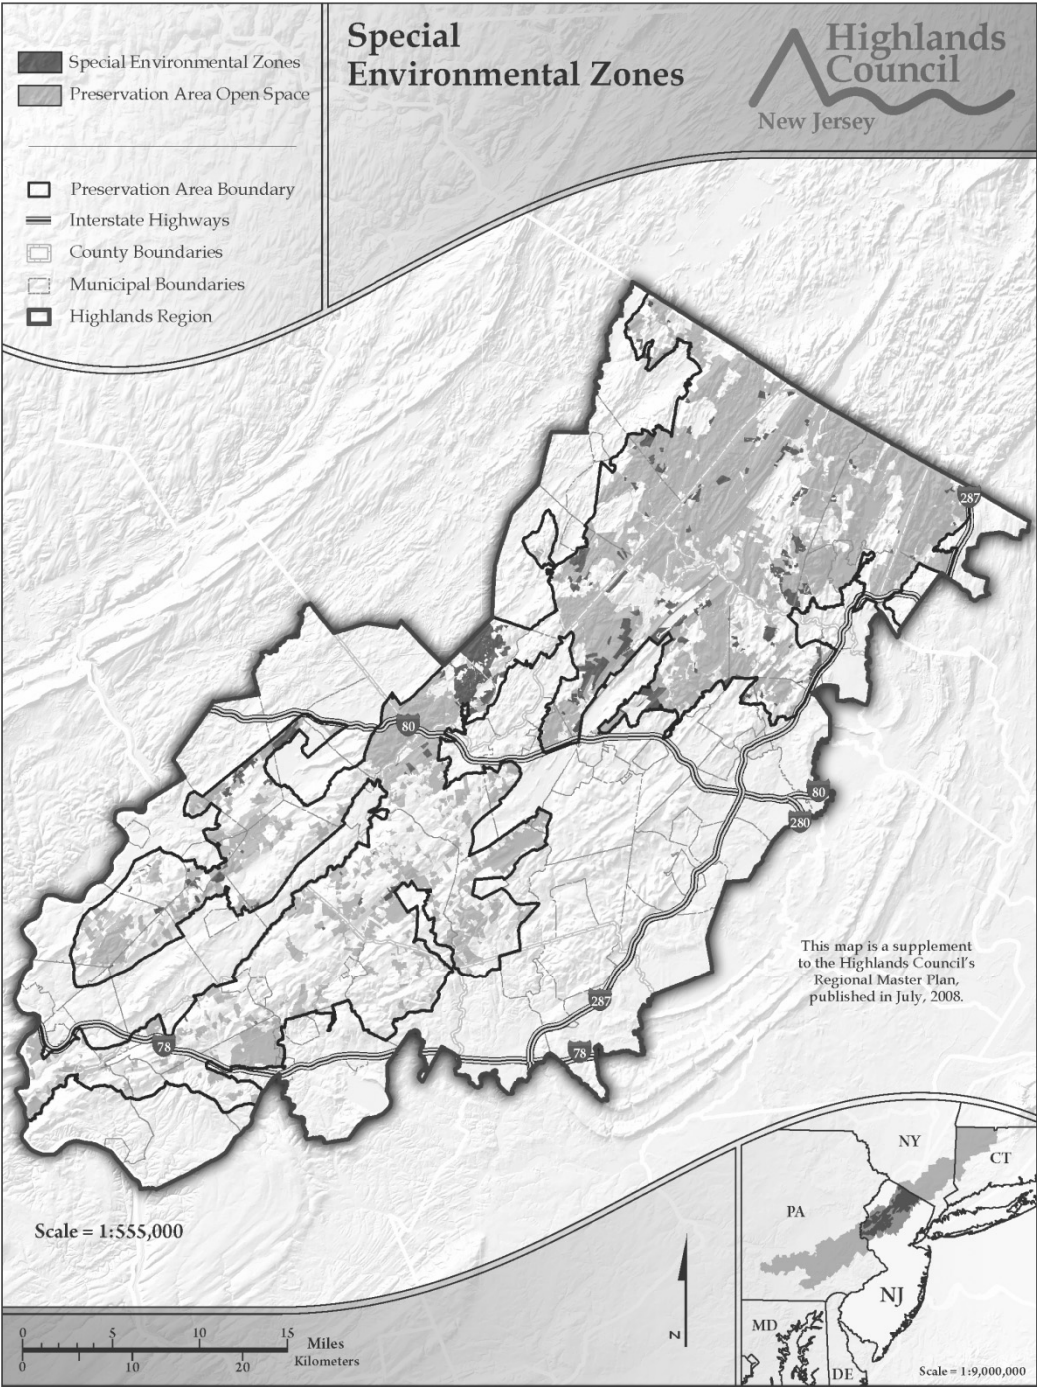 Special Environmental Zones
Preservation Area Open Space
Preservation Area Boundary
Interstate Highways
County Boundaries
Municipal Boundaries
Highlands Region
Special
Environmental Zones
Highlands
Council
New Jersey
287
80
80
280
287
78
78
This map is a supplement
to the Highlands Council's
Regional Master Plan,
published in July, 2008.
Scale = 1:555,000
0 5 10 15
Miles
Kilometers
0 10 20
N
NY
CT
PA
NJ
MD
DE
Scale = 1:9,000,000